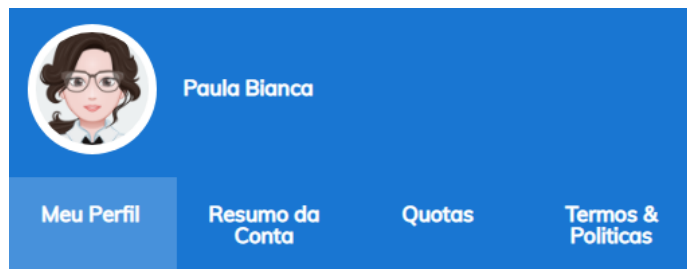 Paula Bianca
Meu Perfil
Resumo da
Conta
Quotas
Termos &
Politicas